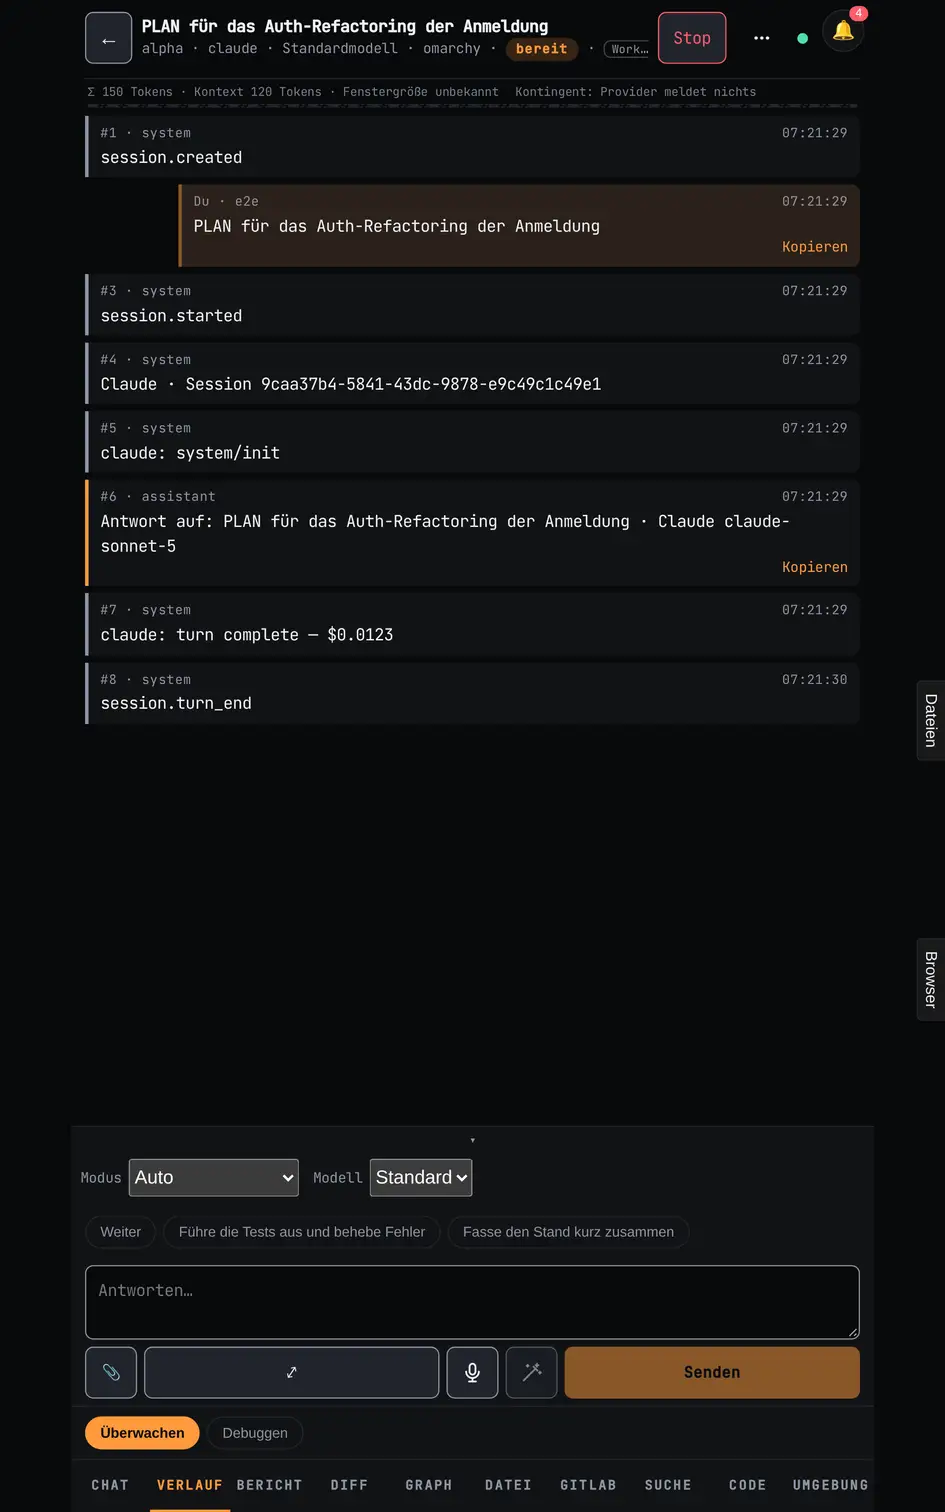 ←
PLAN für das Auth-Refactoring der Anmeldung
alpha · claude · Standardmodell · omarchy · bereit · Work…
Stop
…
4
Σ 150 Tokens · Kontext 120 Tokens · Fenstergröße unbekannt Kontingent: Provider meldet nichts
#1 · system 07:21:29
session.created
Du · e2e 07:21:29
PLAN für das Auth-Refactoring der Anmeldung
Kopieren
#3 · system 07:21:29
session.started
#4 · system 07:21:29
Claude · Session 9caa37b4-5841-43dc-9878-e9c49c1c49e1
#5 · system 07:21:29
claude: system/init
#6 · assistant 07:21:29
Antwort auf: PLAN für das Auth-Refactoring der Anmeldung · Claude claude-
sonnet-5
Kopieren
#7 · system 07:21:29
claude: turn complete — $0.0123
#8 · system 07:21:30
session.turn_end
Dateien
Browser
Modus Auto Modell Standard
Weiter Führe die Tests aus und behebe Fehler Fasse den Stand kurz zusammen
Antworten…
Senden
Überwachen Debuggen
CHAT VERLAUF BERICHT DIFF GRAPH DATEI GITLAB SUCHE CODE UMGEBUNG